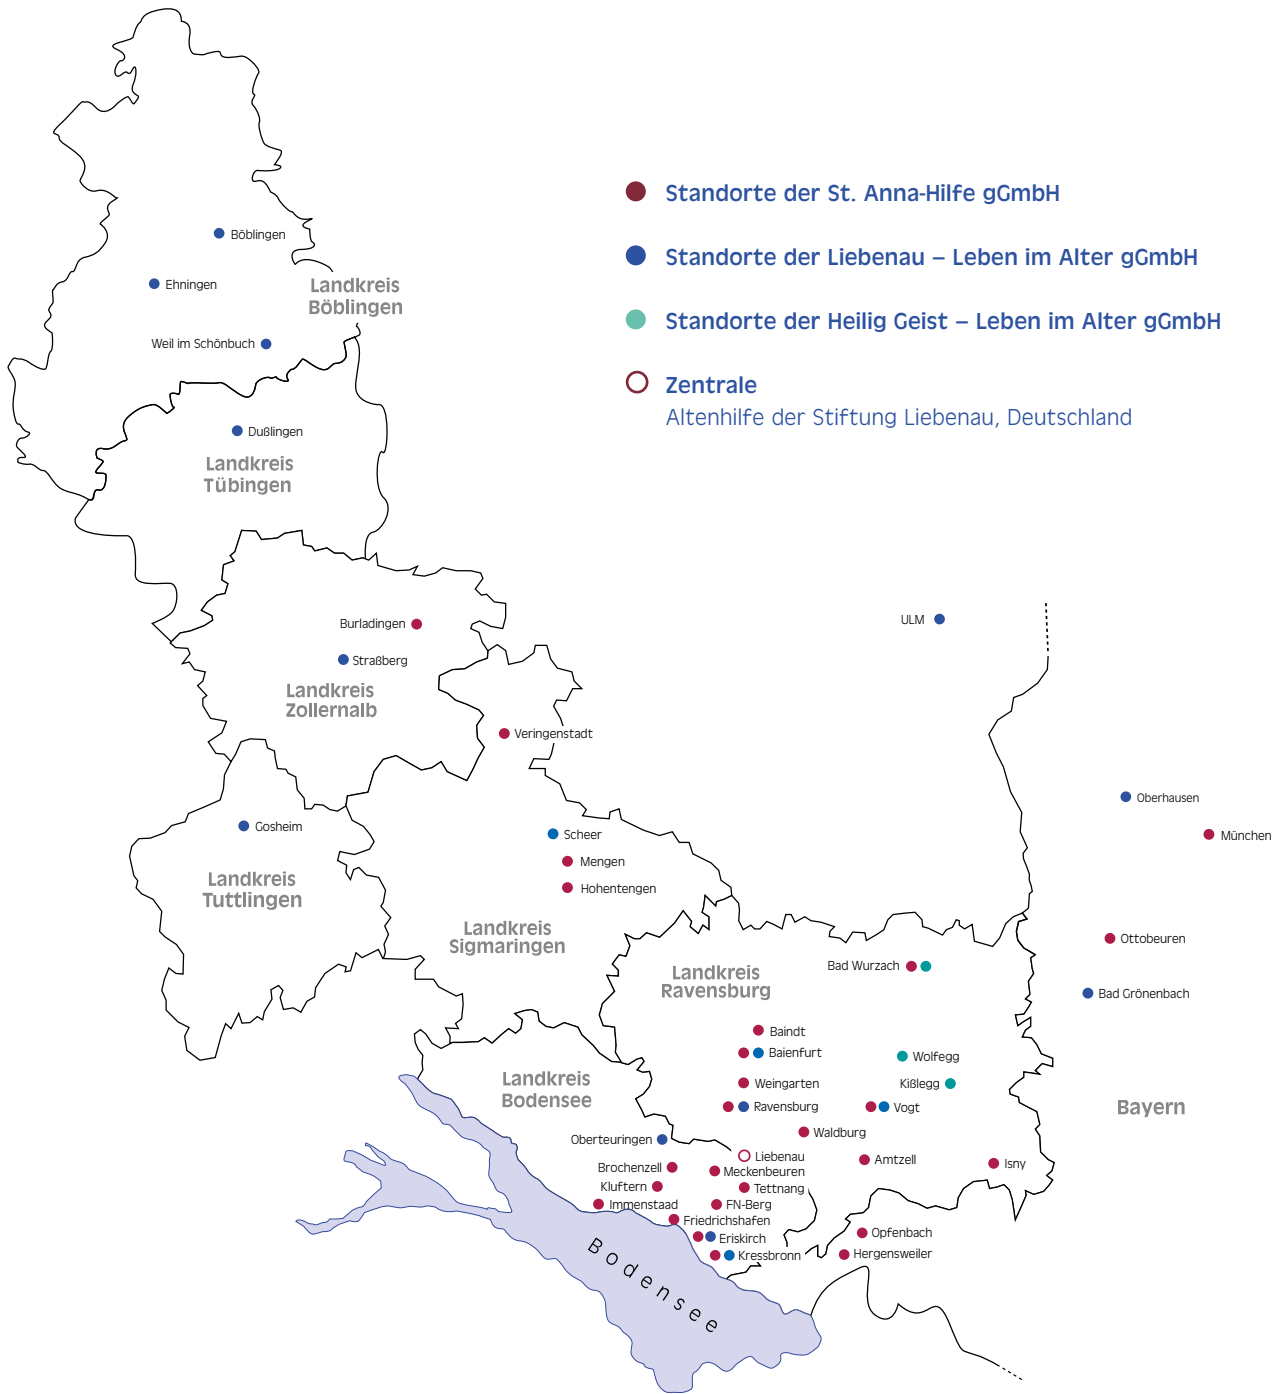 Standorte der St. Anna-Hilfe gGmbH
Standorte der Liebenau – Leben im Alter gGmbH
Standorte der Heilig Geist – Leben im Alter gGmbH
Zentrale
Altenhilfe der Stiftung Liebenau, Deutschland
Böblingen
Ehningen
Landkreis
Böblingen
Weil im Schönbuch
Dußlingen
Landkreis
Tübingen
Burladingen
Straßberg
Landkreis
Zollernalb
ULM
Veringenstadt
Oberhausen
München
Gosheim
Scheer
Mengen
Hohentengen
Landkreis
Tuttlingen
Landkreis
Sigmaringen
Ottobeuren
Bad Wurzach
Landkreis
Ravensburg
Bad Grönenbach
Baindt
Baienfurt
Wolfegg
Weingarten
Kißlegg
Landkreis
Bodensee
Ravensburg
Vogt
Bayern
Waldburg
Oberteuringen
Liebenau
Amtzell
Isny
Brochenzell
Meckenbeuren
Kluftern
Tettnang
Immenstaad
FN-Berg
Friedrichshafen
Eriskirch
Opfenbach
Kressbronn
Hergensweiler
Bodensee